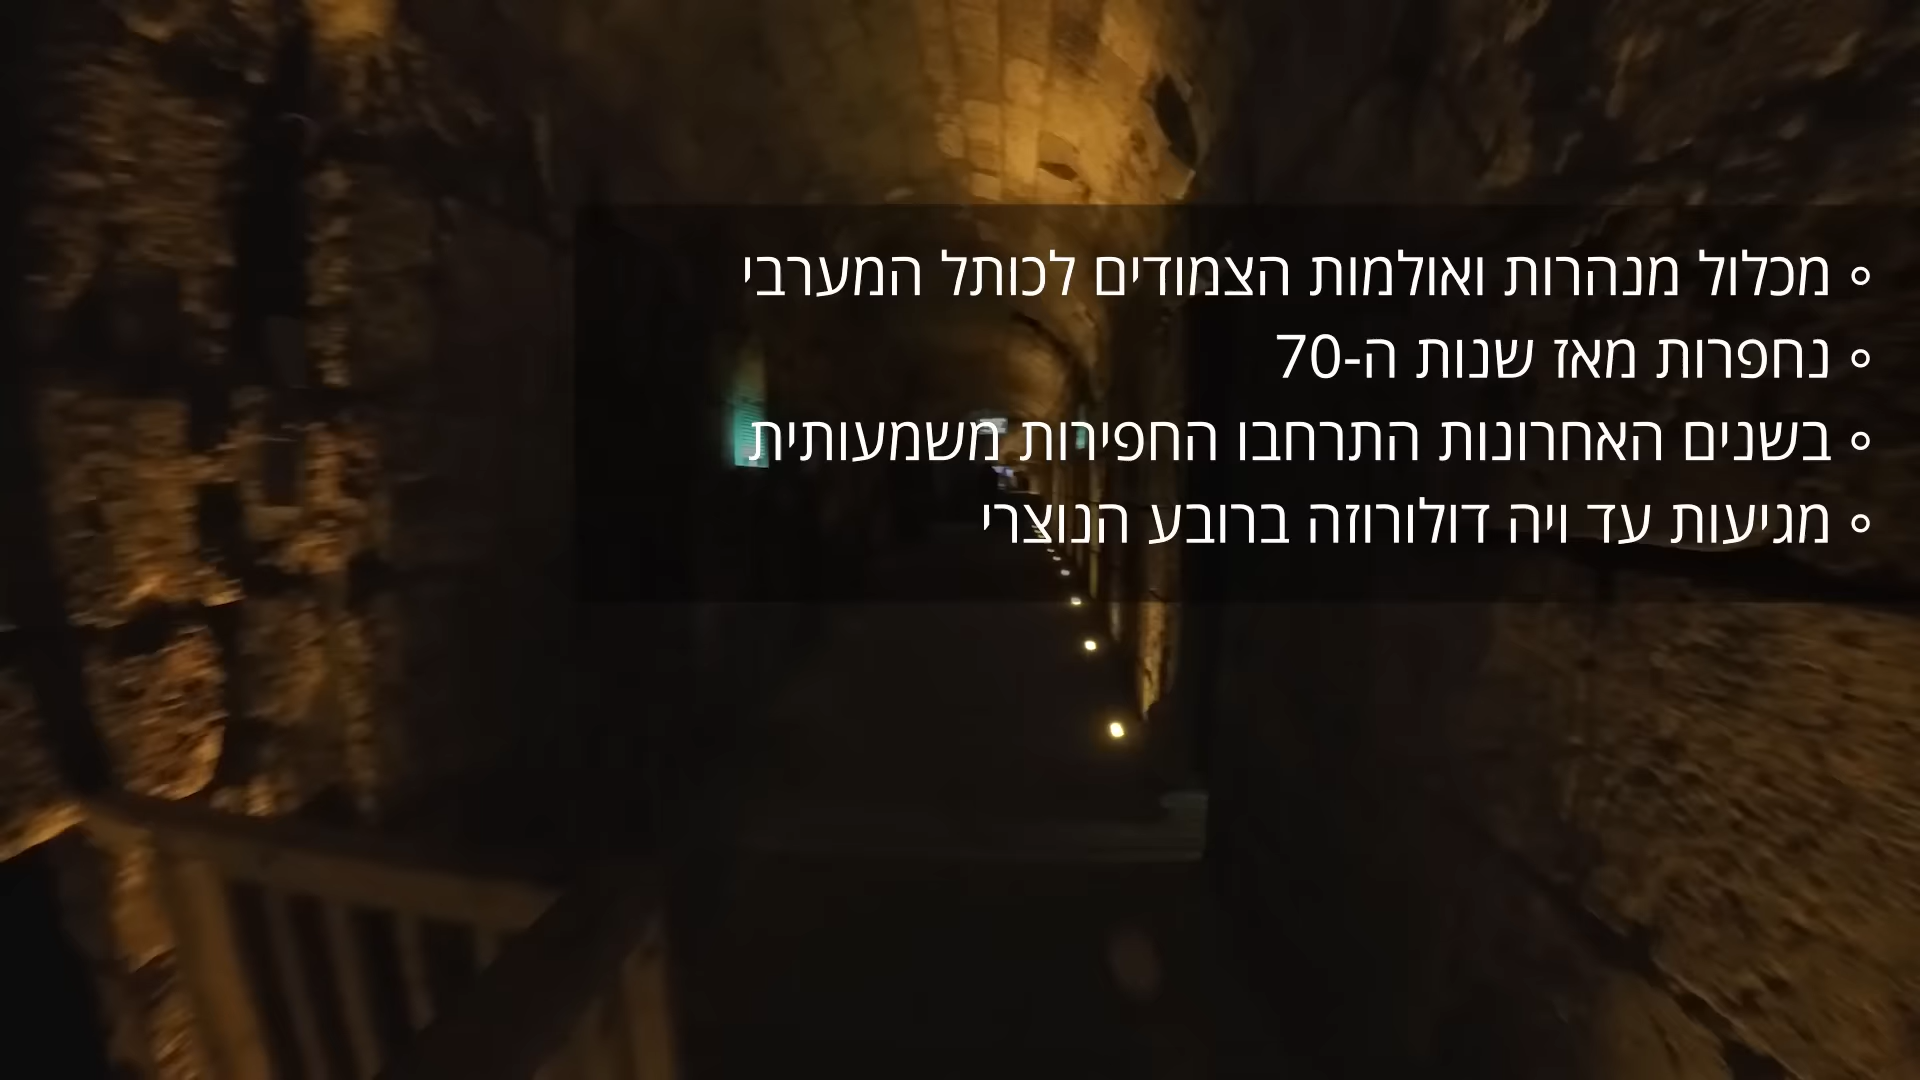 ◦ מכלול מנהרות ואולמות הצמודים לכותל המערבי
◦ נחפרות מאז שנות ה-70
◦ בשנים האחרונות התרחבו החפירות משמעותית
◦ מגיעות עד ויה דולורוזה ברובע הנוצרי